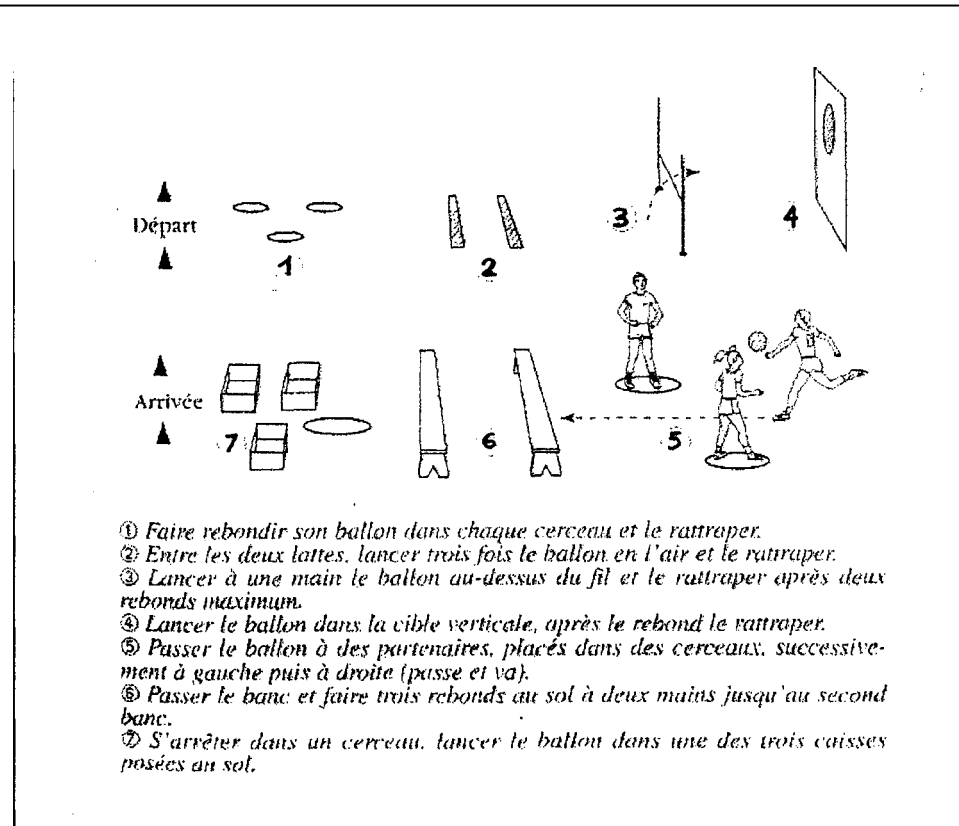 Départ
1
2
3
4
Arrivée
7
6
5
① Faire rebondir son ballon dans chaque cerceau et le rattraper.
② Entre les deux lattes, lancer trois fois le ballon en l'air et le rattraper.
③ Lancer à une main le ballon au-dessus du fil et le rattraper après deux
rebonds maximum.
④ Lancer le ballon dans la cible verticale, après le rebond le rattraper.
⑤ Passer le ballon à des partenaires, placés dans des cerceaux, successive-
ment à gauche puis à droite (passe et va).
⑥ Passer le banc et faire trois rebonds au sol à deux mains jusqu'au second
banc.
⑦ S'arrêter dans un cerceau, lancer le ballon dans une des trois caisses
posées au sol.